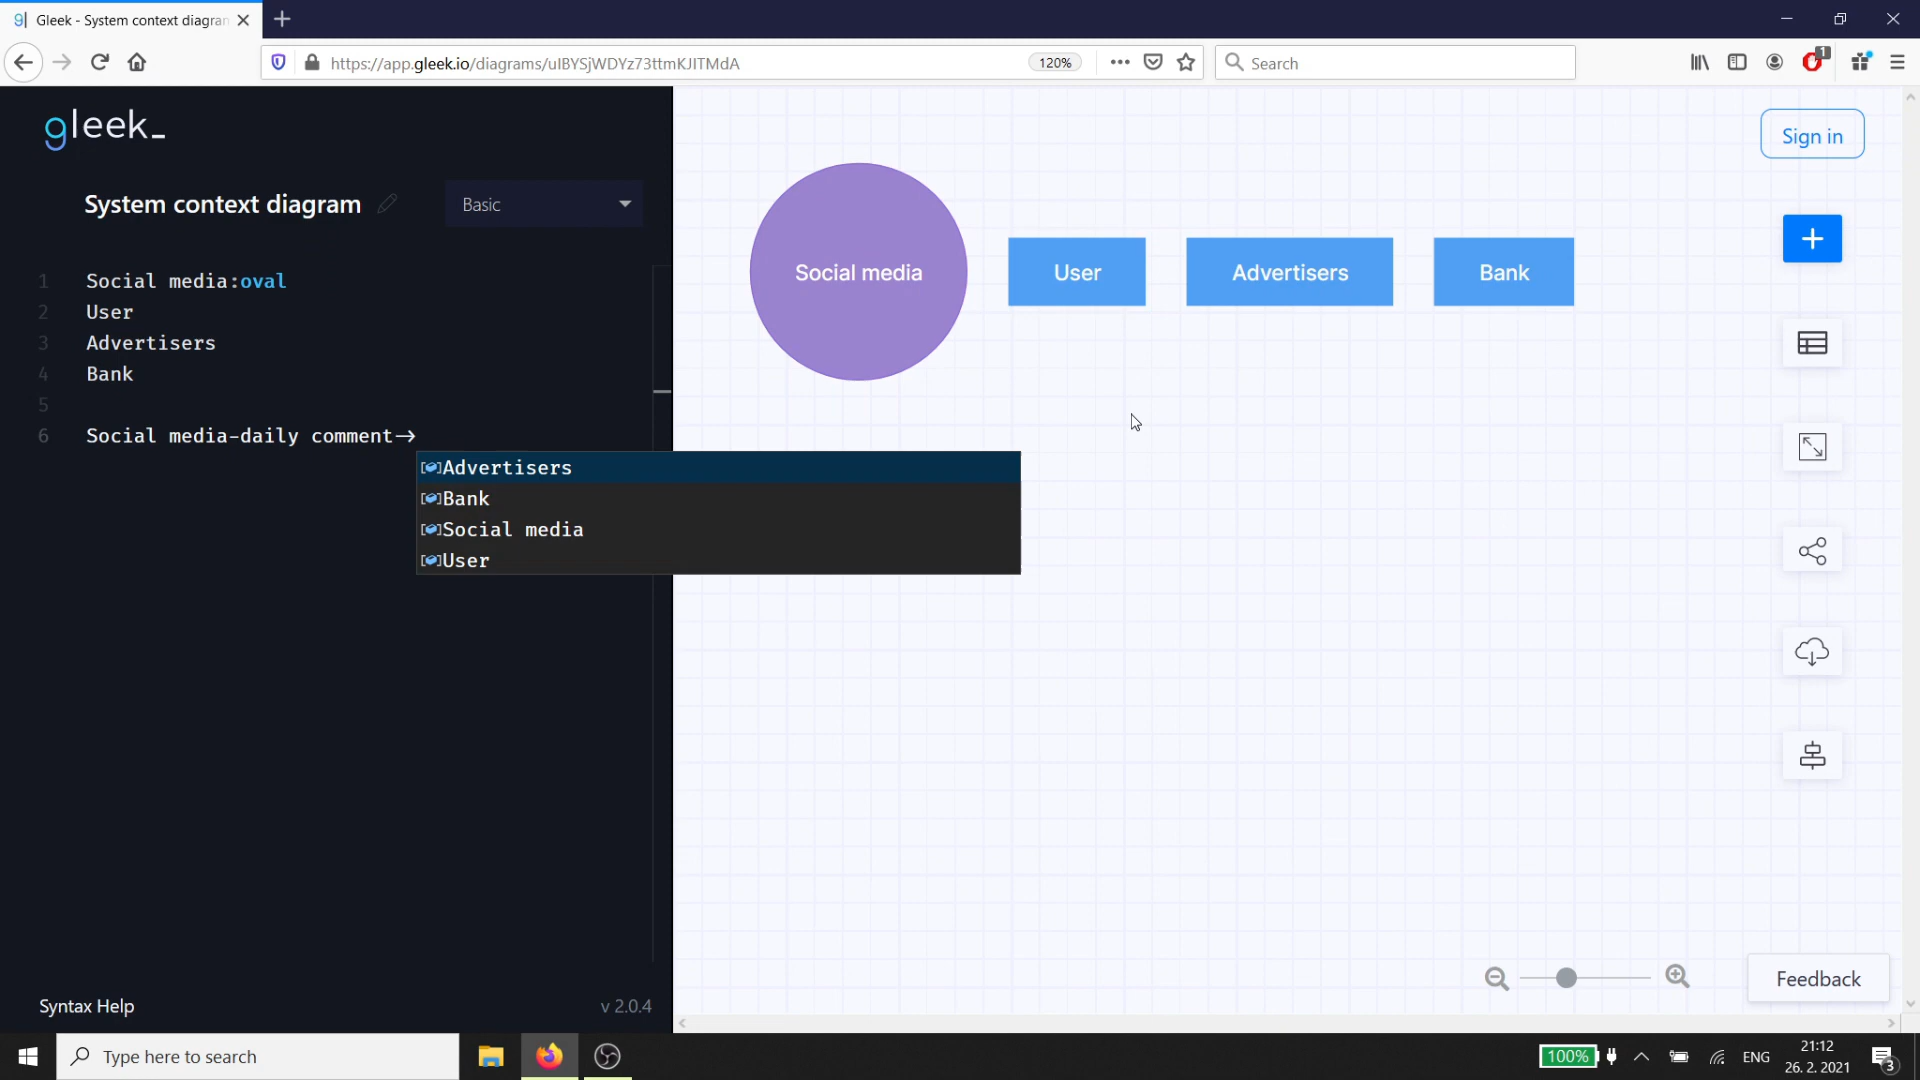 Gleek - System context diagran
https://app.gleek.io/diagrams/uIBYSjWDYz73ttmKJITMdA
120%
Search
1
gleek_
Sign in
System context diagram
Basic
1 Social media:oval
2 User
3 Advertisers
4 Bank
5
6 Social media-daily comment→
Advertisers
Bank
Social media
User
Social media
User
Advertisers
Bank
Syntax Help
v 2.0.4
Feedback
Type here to search
100%
ENG
21:12
26. 2. 2021
3